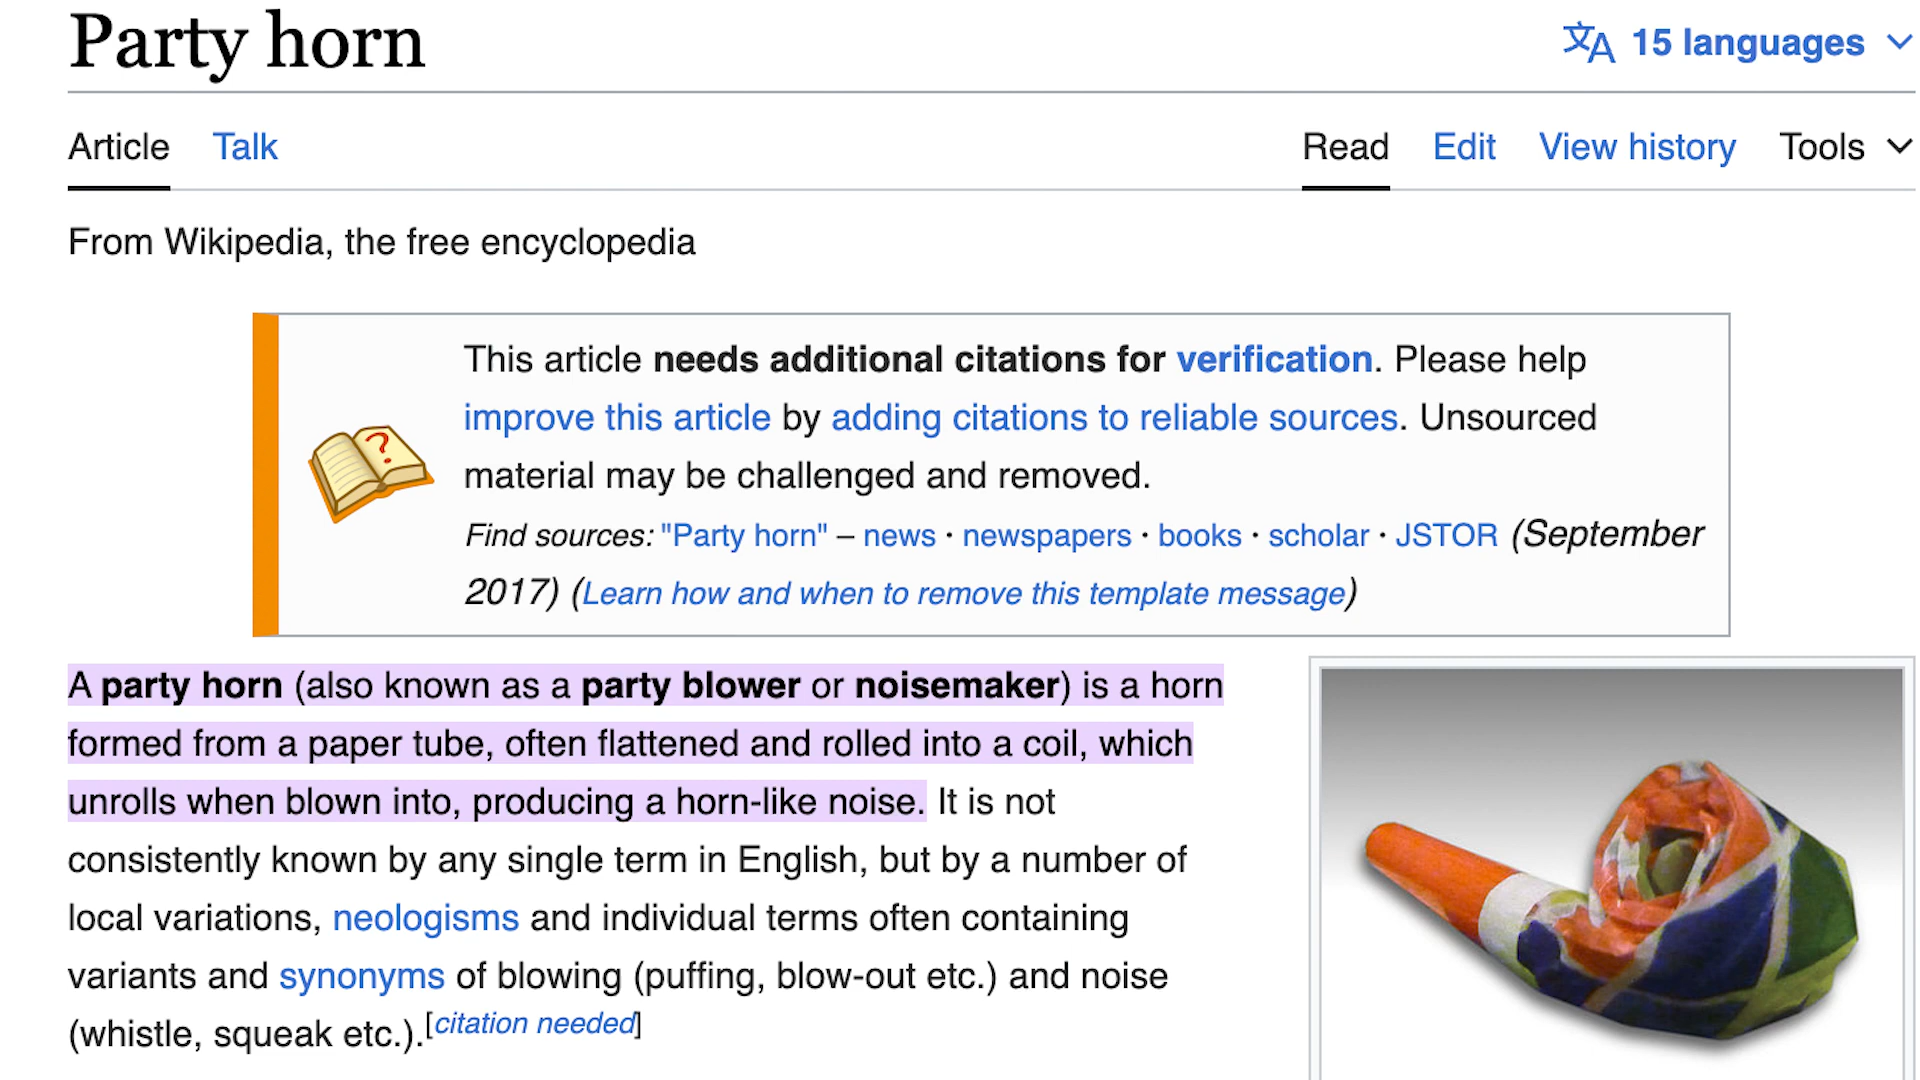 Party horn
15 languages
Article Talk Read Edit View history Tools
From Wikipedia, the free encyclopedia
This article needs additional citations for verification. Please help
improve this article by adding citations to reliable sources. Unsourced
material may be challenged and removed.
Find sources: "Party horn" – news · newspapers · books · scholar · JSTOR (September
2017) (Learn how and when to remove this template message)
A party horn (also known as a party blower or noisemaker) is a horn
formed from a paper tube, often flattened and rolled into a coil, which
unrolls when blown into, producing a horn-like noise. It is not
consistently known by any single term in English, but by a number of
local variations, neologisms and individual terms often containing
variants and synonyms of blowing (puffing, blow-out etc.) and noise
(whistle, squeak etc.).[citation needed]